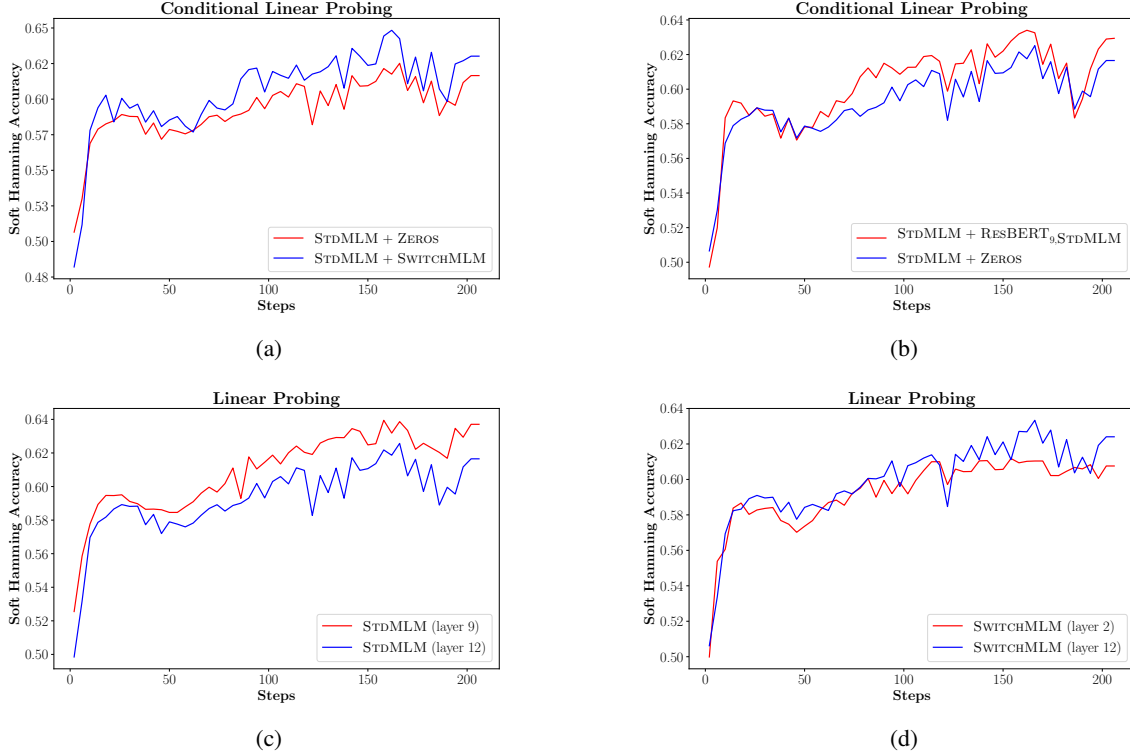 Conditional Linear Probing
Soft Hamming Accuracy
0.65
0.62
0.60
0.57
0.55
0.53
0.50
0.48
STDMLM + ZEROS
STDMLM + SWITCHMLM
0 50 100 150 200
Steps
(a)
Conditional Linear Probing
Soft Hamming Accuracy
0.64
0.62
0.60
0.58
0.56
0.54
0.52
0.50
STDMLM + RESBERT9,STDMLM
STDMLM + ZEROS
0 50 100 150 200
Steps
(b)
Linear Probing
Soft Hamming Accuracy
0.64
0.62
0.60
0.58
0.56
0.54
0.52
0.50
STDMLM (layer 9)
STDMLM (layer 12)
0 50 100 150 200
Steps
(c)
Linear Probing
Soft Hamming Accuracy
0.64
0.62
0.60
0.58
0.56
0.54
0.52
0.50
SWITCHMLM (layer 2)
SWITCHMLM (layer 12)
0 50 100 150 200
Steps
(d)